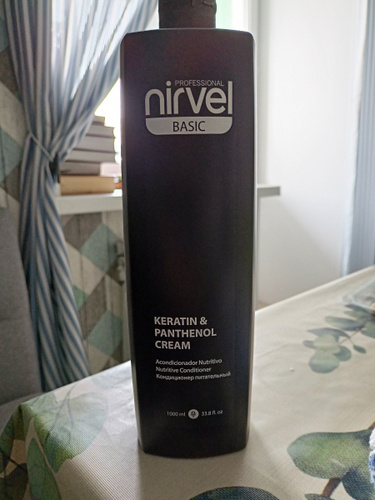 PROFESSIONAL
nirvel
BASIC
KERATIN &
PANTHENOL
CREAM
Acondicionador Nutritivo
Nutritive Conditioner
Кондиционер питательный
1000 ml e 33.8 fl. oz